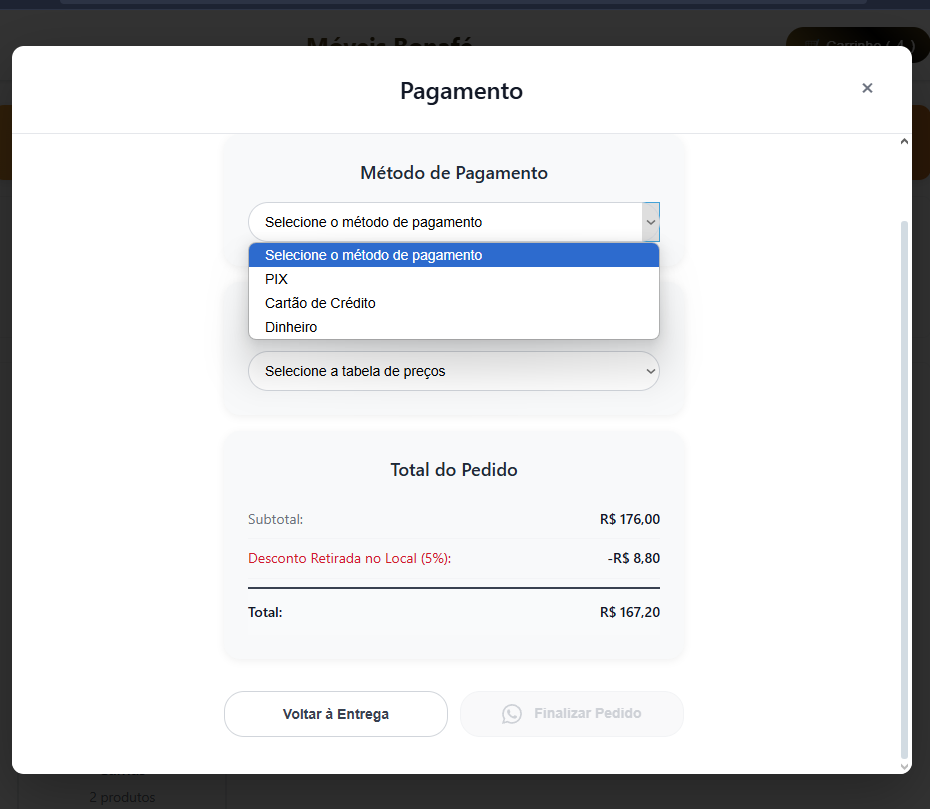 Móveis Bonafé
Carrinho ( 4 )
Pagamento
×
Método de Pagamento
Selecione o método de pagamento
Selecione o método de pagamento
PIX
Cartão de Crédito
Dinheiro
Selecione a tabela de preços
Total do Pedido
Subtotal: R$ 176,00
Desconto Retirada no Local (5%): -R$ 8,80
Total: R$ 167,20
Voltar à Entrega
Finalizar Pedido
2 produtos